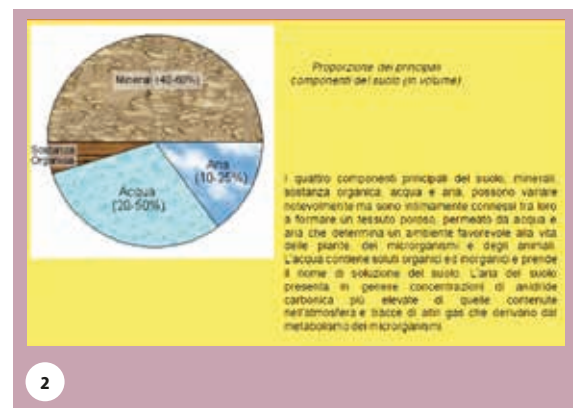 Proporzione dei principali
componenti del suolo (in volume)
Minerali (40-60%)
Sostanza
Organica
Aria
(10-25%)
Acqua
(20-50%)
I quattro componenti principali del suolo, minerali,
sostanza organica, acqua e aria, possono variare
notevolmente ma sono intimamente connessi tra loro
a formare un tessuto poroso, permeato da acqua e
aria che determina un ambiente favorevole alla vita
delle piante, dei microrganismi e degli animali.
L'acqua contiene soluti organici ed inorganici e prende
il nome di soluzione del suolo. L'aria del suolo
presenta in genere concentrazioni di anidride
carbonica più elevate di quelle contenute
nell'atmosfera e tracce di altri gas che derivano dal
metabolismo dei microrganismi
2